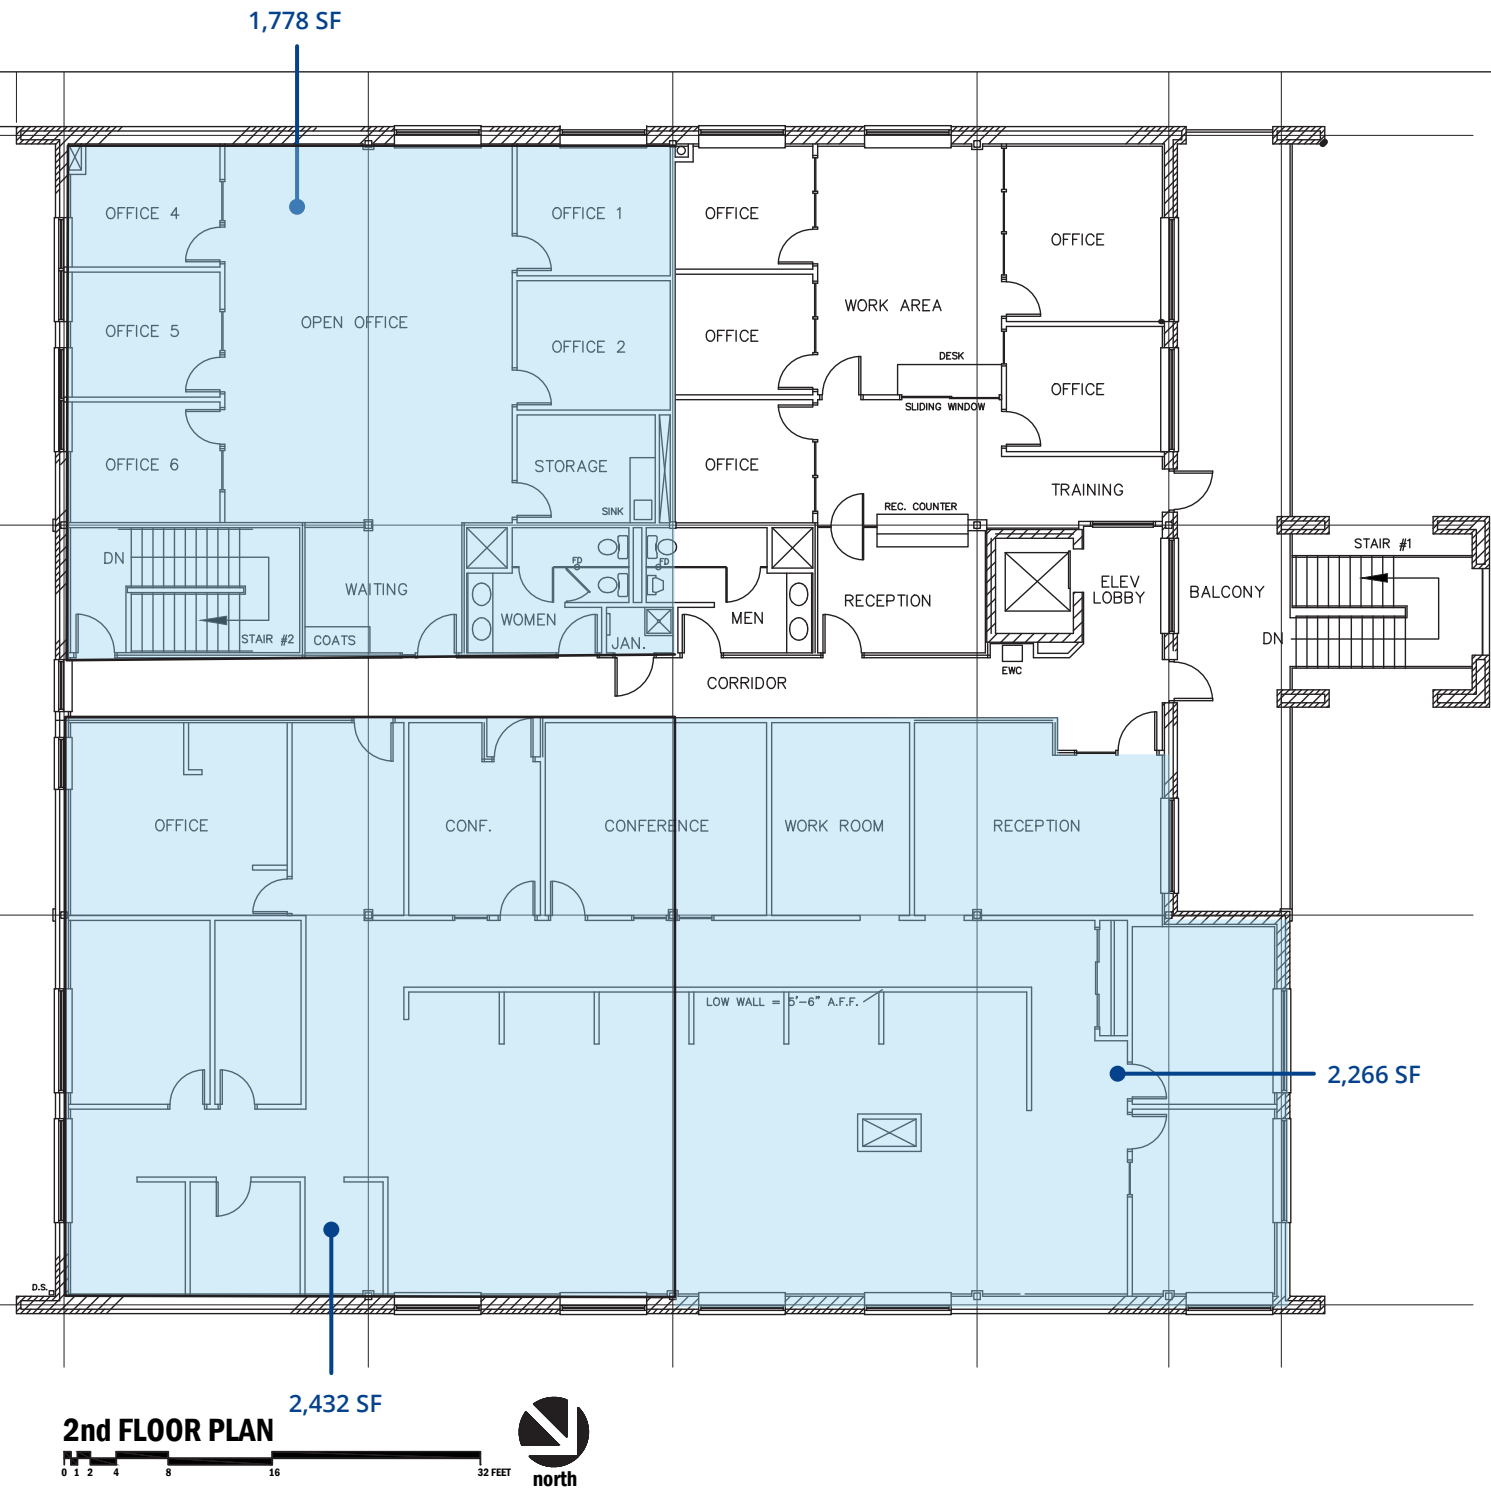 1,778 SF
OFFICE 4
OFFICE 1
OFFICE
OFFICE
WORK AREA
OPEN OFFICE
OFFICE 5
OFFICE 2
OFFICE
DESK
OFFICE
SLIDING WINDOW
OFFICE 6
STORAGE
OFFICE
TRAINING
SINK
REC. COUNTER
STAIR #1
DN
FD
FD
WAITING
ELEV
LOBBY
BALCONY
RECEPTION
WOMEN
MEN
STAIR #2
COATS
JAN.
DN
EWC
CORRIDOR
OFFICE
CONF.
CONFERENCE
WORK ROOM
RECEPTION
LOW WALL = 5'-6" A.F.F.
2,266 SF
D.S.
2,432 SF
2nd FLOOR PLAN
0 1 2 4 8 16 32 FEET
north